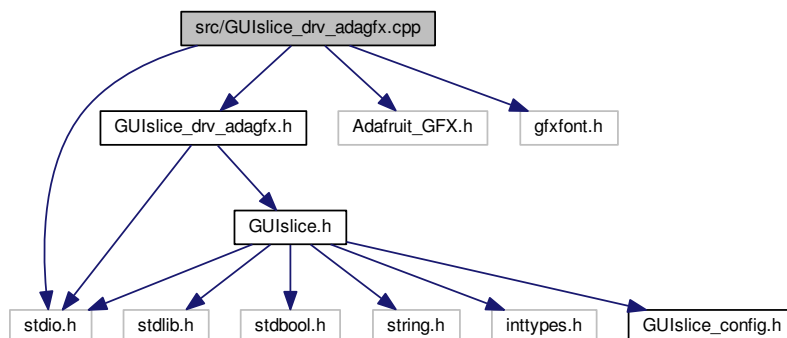 src/GUIslice_drv_adagfx.cpp
GUIslice_drv_adagfx.h
Adafruit_GFX.h
gfxfont.h
GUIslice.h
stdio.h
stdlib.h
stdbool.h
string.h
inttypes.h
GUIslice_config.h